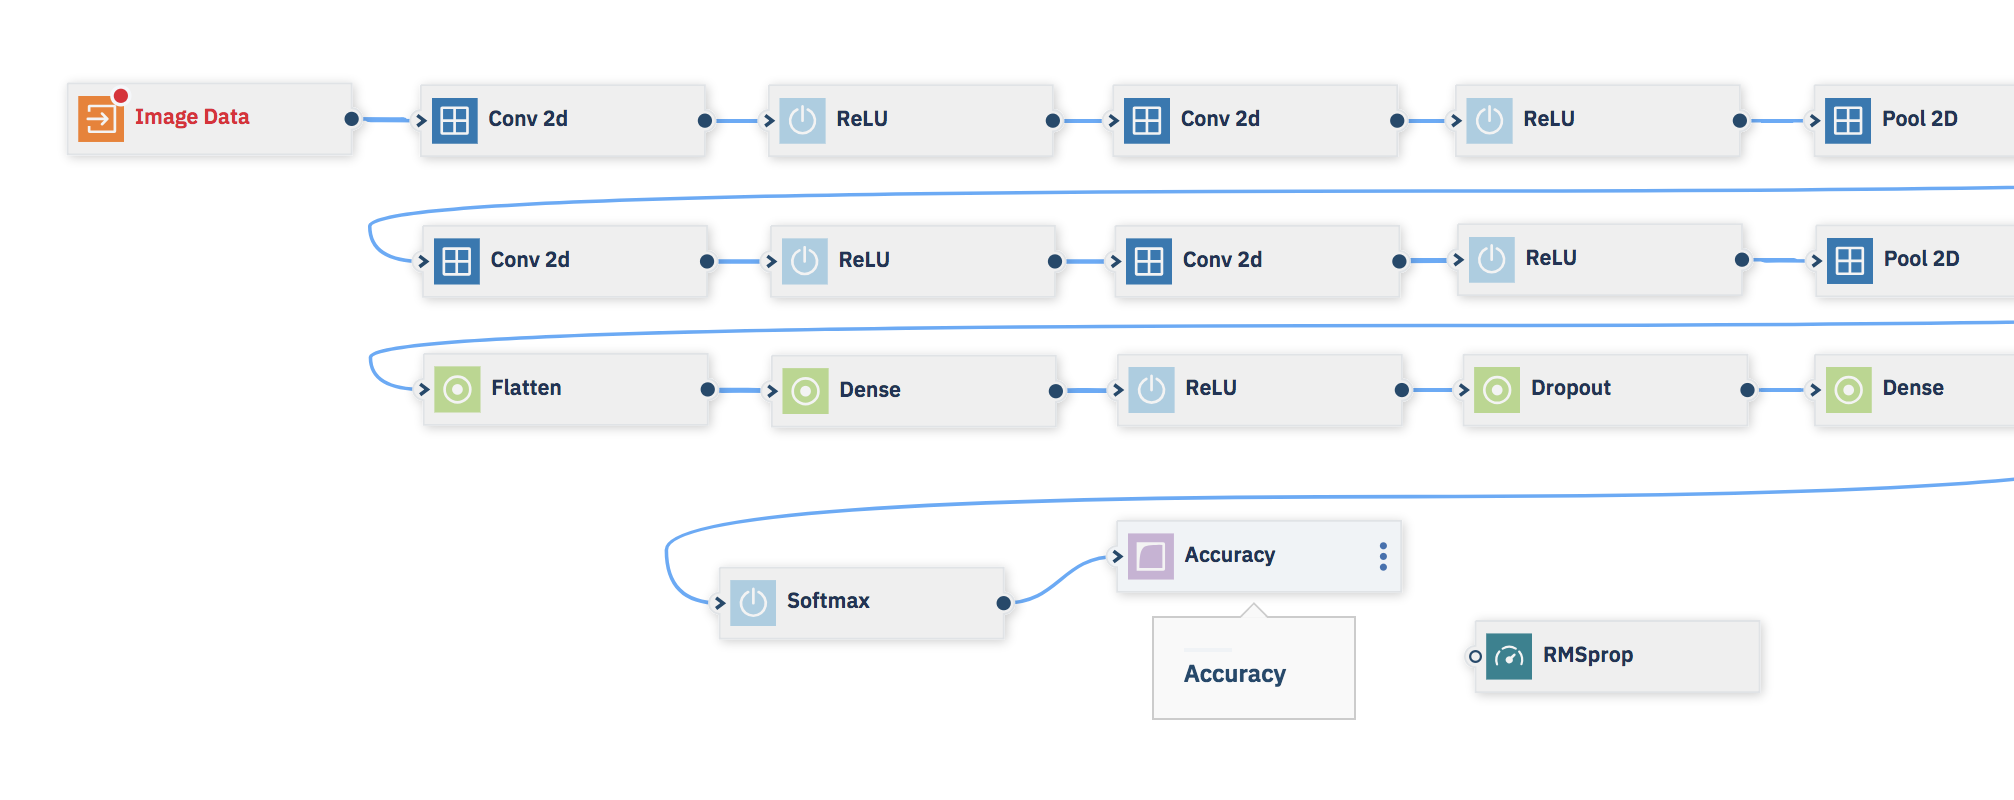 Image Data
Conv 2d
ReLU
Conv 2d
ReLU
Pool 2D
Conv 2d
ReLU
Conv 2d
ReLU
Pool 2D
Flatten
Dense
ReLU
Dropout
Dense
Softmax
Accuracy
Accuracy
RMSprop